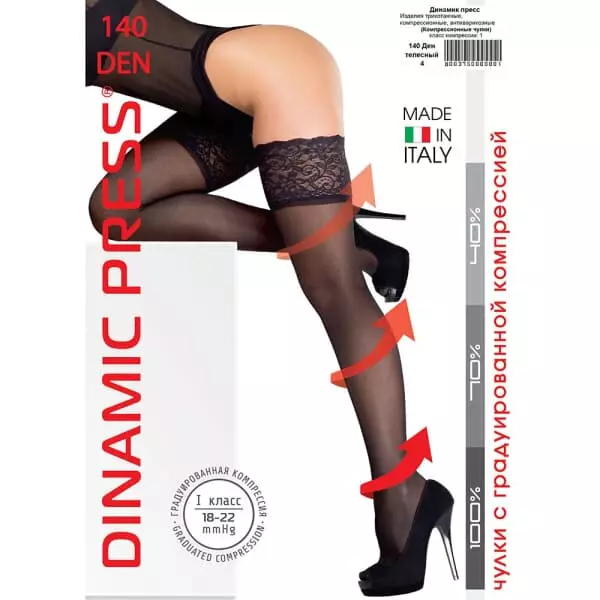 140
DEN
DINAMIC PRESS®
Динамик пресс
Изделия трикотажные,
компрессионные, антиварикозные
(Компрессионные чулки)
класс компрессии: 1
140 Ден
телесный
4
8003750000001
MADE
IN
ITALY
40%
70%
100%
чулки с градуированной компрессией
ГРАДУИРОВАННАЯ КОМПРЕССИЯ
I класс
18-22
mmHg
GRADUATED COMPRESSION